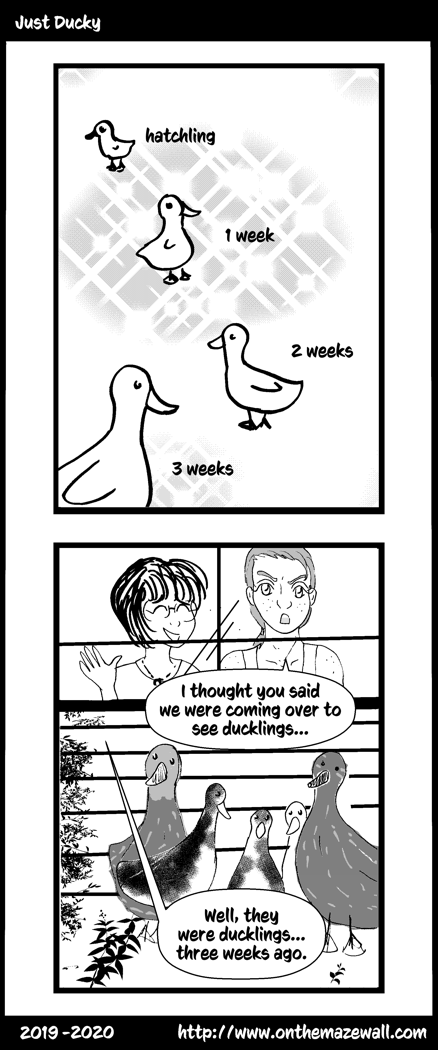 Just Ducky
hatchling
1 week
2 weeks
3 weeks
I thought you said
we were coming over to
see ducklings...
Well, they
were ducklings...
three weeks ago.
2019-2020
http://www.onthemazewall.com